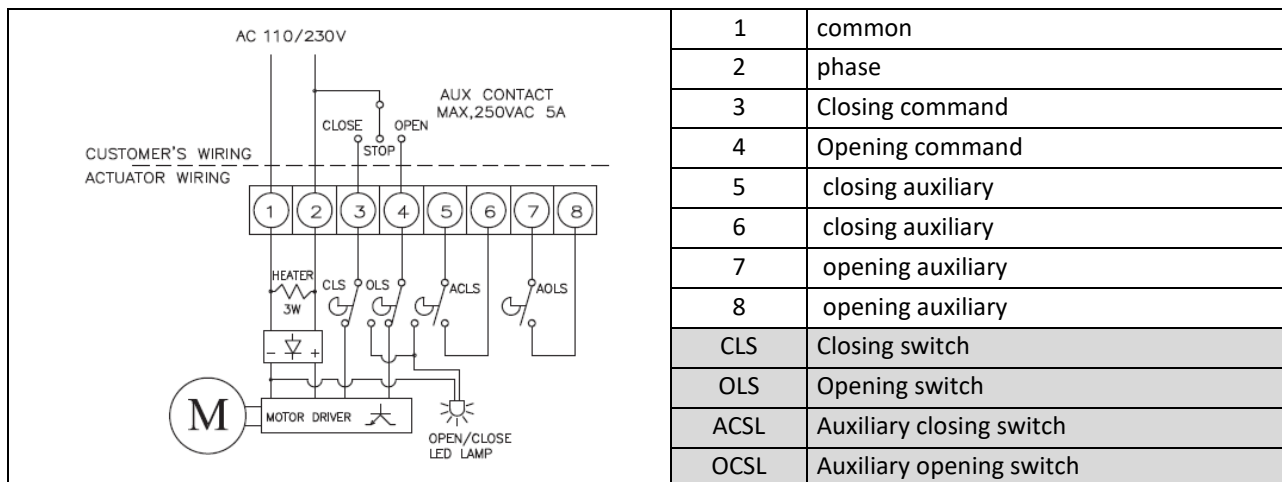 AC 110/230V
AUX CONTACT
MAX,250VAC 5A
CLOSE
OPEN
STOP
CUSTOMER'S WIRING
ACTUATOR WIRING
1 2 3 4 5 6 7 8
HEATER
3W
CLS
OLS
ACLS
AOLS
- +
M
MOTOR DRIVER
OPEN/CLOSE
LED LAMP
1 common
2 phase
3 Closing command
4 Opening command
5 closing auxiliary
6 closing auxiliary
7 opening auxiliary
8 opening auxiliary
CLS Closing switch
OLS Opening switch
ACSL Auxiliary closing switch
OCSL Auxiliary opening switch